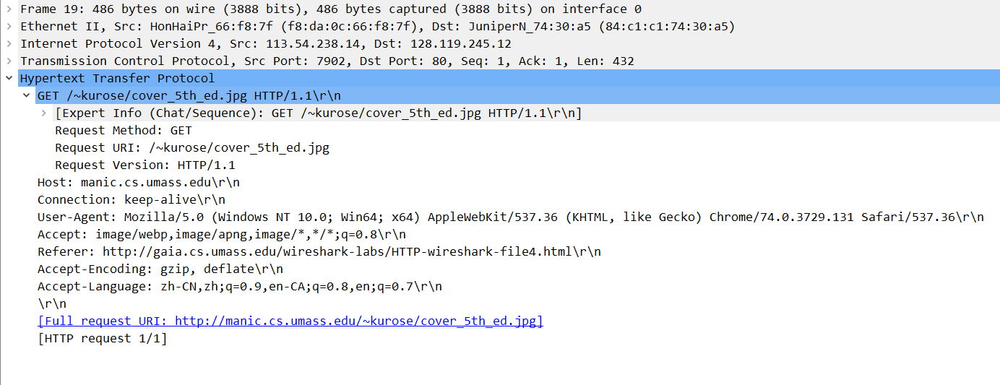 Frame 19: 486 bytes on wire (3888 bits), 486 bytes captured (3888 bits) on interface 0
Ethernet II, Src: HonHaiPr_66:f8:7f (f8:da:0c:66:f8:7f), Dst: JuniperN_74:30:a5 (84:c1:c1:74:30:a5)
Internet Protocol Version 4, Src: 113.54.238.14, Dst: 128.119.245.12
Transmission Control Protocol, Src Port: 7902, Dst Port: 80, Seq: 1, Ack: 1, Len: 432
Hypertext Transfer Protocol
GET /~kurose/cover_5th_ed.jpg HTTP/1.1\r\n
[Expert Info (Chat/Sequence): GET /~kurose/cover_5th_ed.jpg HTTP/1.1\r\n]
Request Method: GET
Request URI: /~kurose/cover_5th_ed.jpg
Request Version: HTTP/1.1
Host: manic.cs.umass.edu\r\n
Connection: keep-alive\r\n
User-Agent: Mozilla/5.0 (Windows NT 10.0; Win64; x64) AppleWebKit/537.36 (KHTML, like Gecko) Chrome/74.0.3729.131 Safari/537.36\r\n
Accept: image/webp,image/apng,image/*,*/*;q=0.8\r\n
Referer: http://gaia.cs.umass.edu/wireshark-labs/HTTP-wireshark-file4.html\r\n
Accept-Encoding: gzip, deflate\r\n
Accept-Language: zh-CN,zh;q=0.9,en-CA;q=0.8,en;q=0.7\r\n
\r\n
[Full request URI: http://manic.cs.umass.edu/~kurose/cover_5th_ed.jpg]
[HTTP request 1/1]